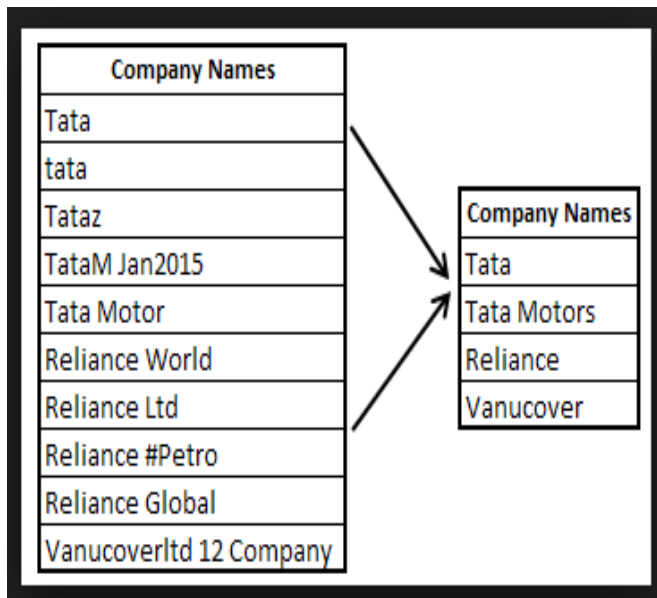 Company Names
Tata
tata
Tataz
TataM Jan2015
Tata Motor
Reliance World
Reliance Ltd
Reliance #Petro
Reliance Global
Vanucoverltd 12 Company
Company Names
Tata
Tata Motors
Reliance
Vanucover